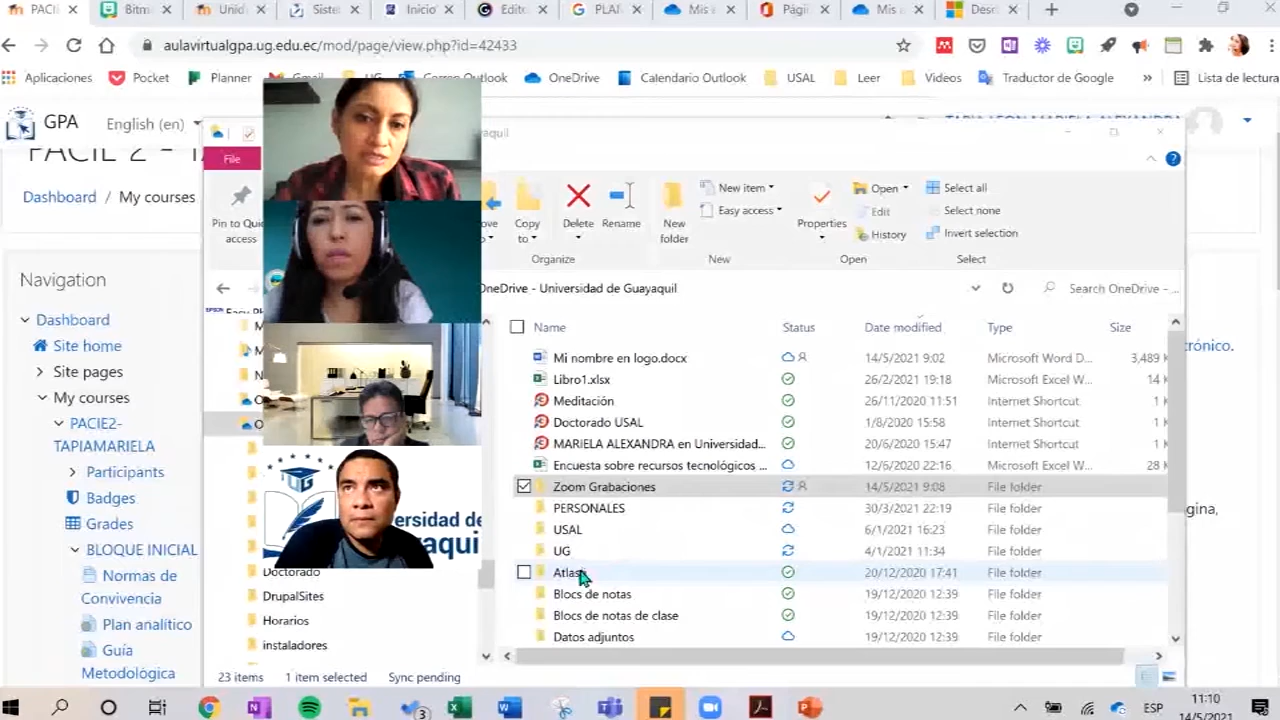 PACIE
Bitm
Unid
Siste
Inicio
Edito
PLAN
Mis a
Págin
Mis a
Desc
aulavirtualgpa.ug.edu.ec/mod/page/view.php?id=42433
Aplicaciones Pocket Planner Gmail UG Correo Outlook OneDrive Calendario Outlook USAL Leer Videos Traductor de Google » Lista de lectura
GPA English (en)
TAPIA LEON MARIELA ALEXANDRA
PACIE 2 - TA
Dashboard / My courses
Navigation
Dashboard
Site home
Site pages
My courses
PACIE2-
TAPIAMARIELA
Participants
Badges
Grades
BLOQUE INICIAL
Normas de
Convivencia
Plan analítico
Guía
Metodológica
File
Pin to Quic
access
Copy
to
Delete
Rename
New
folder
New item
Easy access
Properties
Open
Edit
History
Select all
Select none
Invert selection
Organize
New
Open
Select
OneDrive - Universidad de Guayaquil
Search OneDrive - ...
Name Status Date modified Type Size
Mi nombre en logo.docx 14/5/2021 9:02 Microsoft Word D... 3,489 K
Libro1.xlsx 26/2/2021 19:18 Microsoft Excel W... 14 K
Meditación 26/11/2020 11:51 Internet Shortcut 1 K
Doctorado USAL 1/8/2020 15:58 Internet Shortcut 1 K
MARIELA ALEXANDRA en Universidad... 20/6/2020 15:47 Internet Shortcut 1 K
Encuesta sobre recursos tecnológicos ... 12/6/2020 22:16 Microsoft Excel W... 28 K
Zoom Grabaciones 14/5/2021 9:08 File folder
PERSONALES 30/3/2021 22:19 File folder
USAL 6/1/2021 16:23 File folder
UG 4/1/2021 11:34 File folder
Atlas 20/12/2020 17:41 File folder
Blocs de notas 19/12/2020 12:39 File folder
Blocs de notas de clase 19/12/2020 12:39 File folder
Datos adjuntos 19/12/2020 12:39 File folder
Doctorado
DrupalSites
Horarios
instaladores
23 items 1 item selected Sync pending
ctrónico.
gina,
UG
ersidad de
yaquil
3
ESP
11:10
14/5/2021